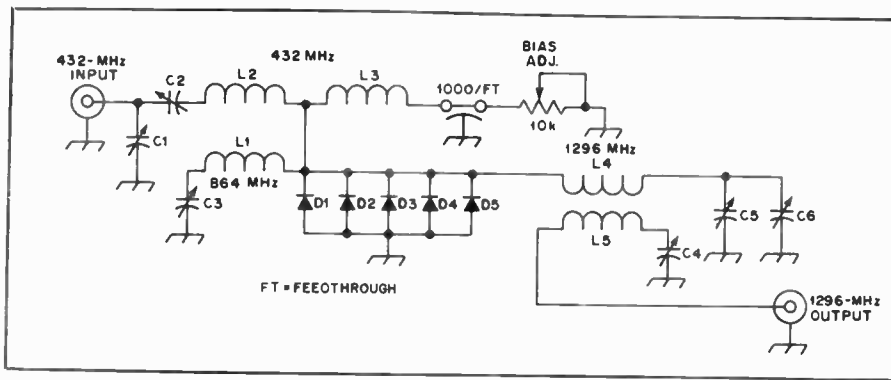 432-MHz
INPUT
C2
L2
432 MHz
L3
1000/FT
BIAS
ADJ.
10k
C1
L1
864 MHz
C3
D1
D2
D3
D4
D5
1296 MHz
L4
L5
C4
C5
C6
FT = FEEDTHROUGH
1296-MHz
OUTPUT